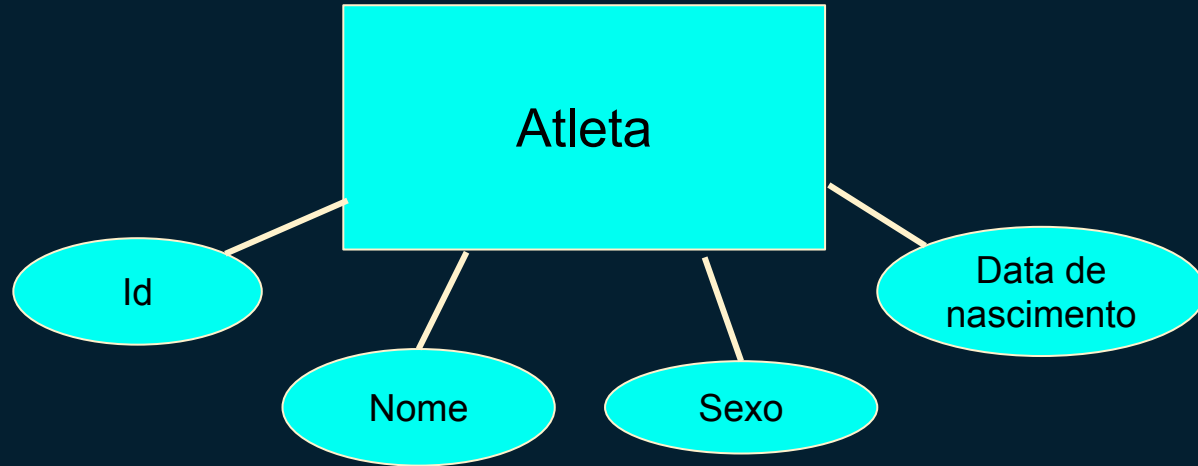 Atleta
Id
Nome
Sexo
Data de
nascimento